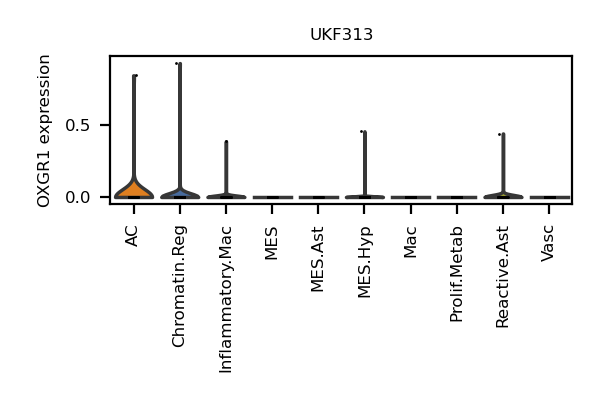 UKF313
OXGR1 expression
0.5
0.0
AC
Chromatin.Reg
Inflammatory.Mac
MES
MES.Ast
MES.Hyp
Mac
Prolif.Metab
Reactive.Ast
Vasc